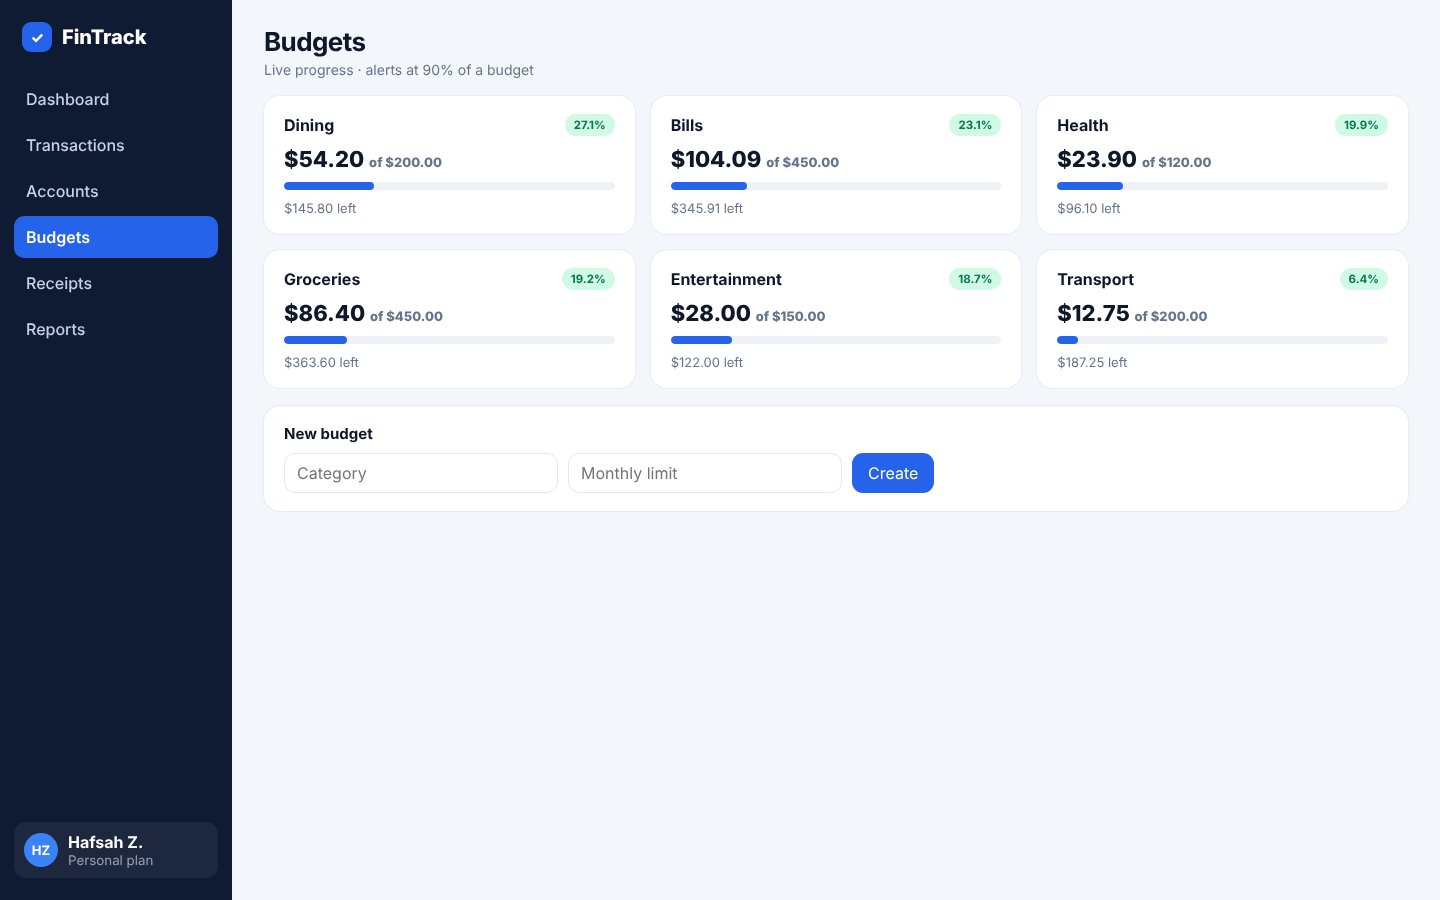 FinTrack
Dashboard
Transactions
Accounts
Budgets
Receipts
Reports
HZ
Hafsah Z.
Personal plan
Budgets
Live progress · alerts at 90% of a budget
Dining 27.1%
$54.20 of $200.00
$145.80 left
Bills 23.1%
$104.09 of $450.00
$345.91 left
Health 19.9%
$23.90 of $120.00
$96.10 left
Groceries 19.2%
$86.40 of $450.00
$363.60 left
Entertainment 18.7%
$28.00 of $150.00
$122.00 left
Transport 6.4%
$12.75 of $200.00
$187.25 left
New budget
Category Monthly limit Create